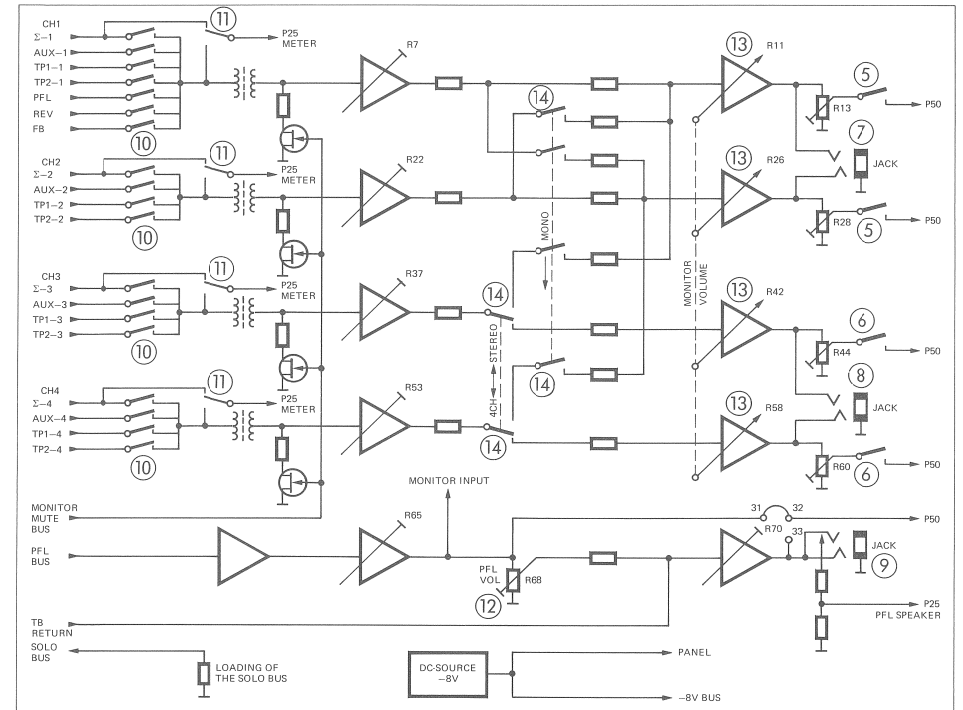 CH1
Σ–1
AUX–1
TP1–1
TP2–1
PFL
REV
FB
10
11
P25
METER
R7
14
13
R11
R13
5
P50
7
JACK
CH2
Σ–2
AUX–2
TP1–2
TP2–2
10
11
P25
METER
R22
13
R26
R28
5
P50
MONO
MONITOR
VOLUME
CH3
Σ–3
AUX–3
TP1–3
TP2–3
10
11
P25
METER
R37
14
4CH
STEREO
13
R42
R44
6
P50
8
JACK
CH4
Σ–4
AUX–4
TP1–4
TP2–4
10
11
P25
METER
R53
14
14
13
R58
R60
6
P50
MONITOR
MUTE
BUS
MONITOR INPUT
PFL
BUS
R65
PFL
VOL
R68
12
31
32
33
R70
P50
JACK
9
P25
PFL SPEAKER
TB
RETURN
SOLO
BUS
LOADING OF
THE SOLO BUS
DC-SOURCE
–8V
PANEL
–8V BUS